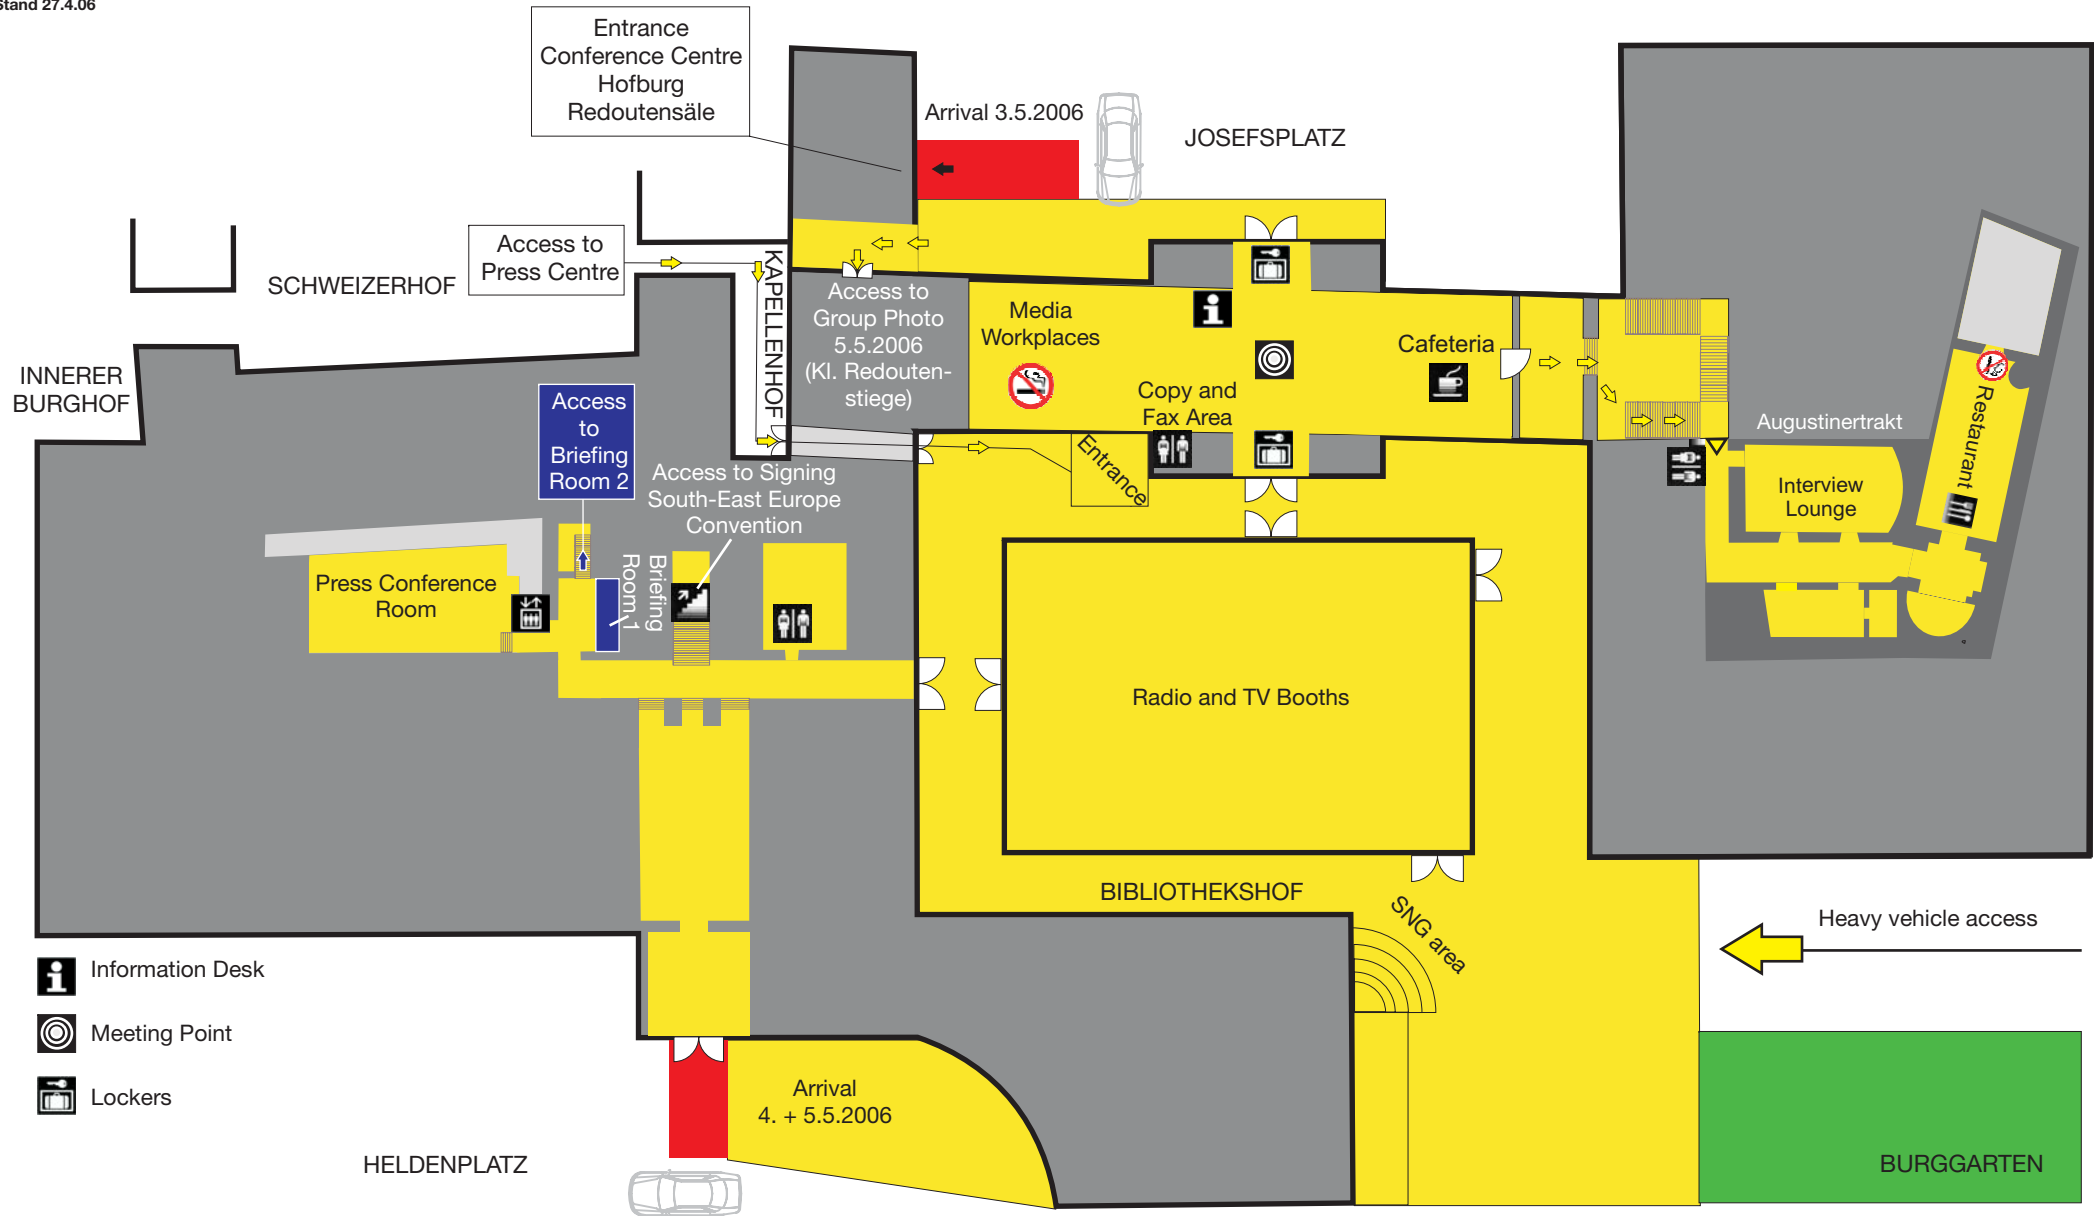 Stand 27.4.06
Entrance
Conference Centre
Hofburg
Redoutensäle
Arrival 3.5.2006
JOSEFSPLATZ
Access to
Press Centre
SCHWEIZERHOF
KAPELLENHOF
INNERER
BURGHOF
Access to
Group Photo
5.5.2006
(Kl. Redouten-
stiege)
Media
Workplaces
Copy and
Fax Area
Cafeteria
Entrance
Augustinertrakt
Restaurant
Interview
Lounge
Access
to
Briefing
Room 2
Access to Signing
South-East Europe
Convention
Briefing
Room 1
Press Conference
Room
Radio and TV Booths
BIBLIOTHEKSHOF
SNG area
Heavy vehicle access
Information Desk
Meeting Point
Lockers
Arrival
4. + 5.5.2006
HELDENPLATZ
BURGGARTEN